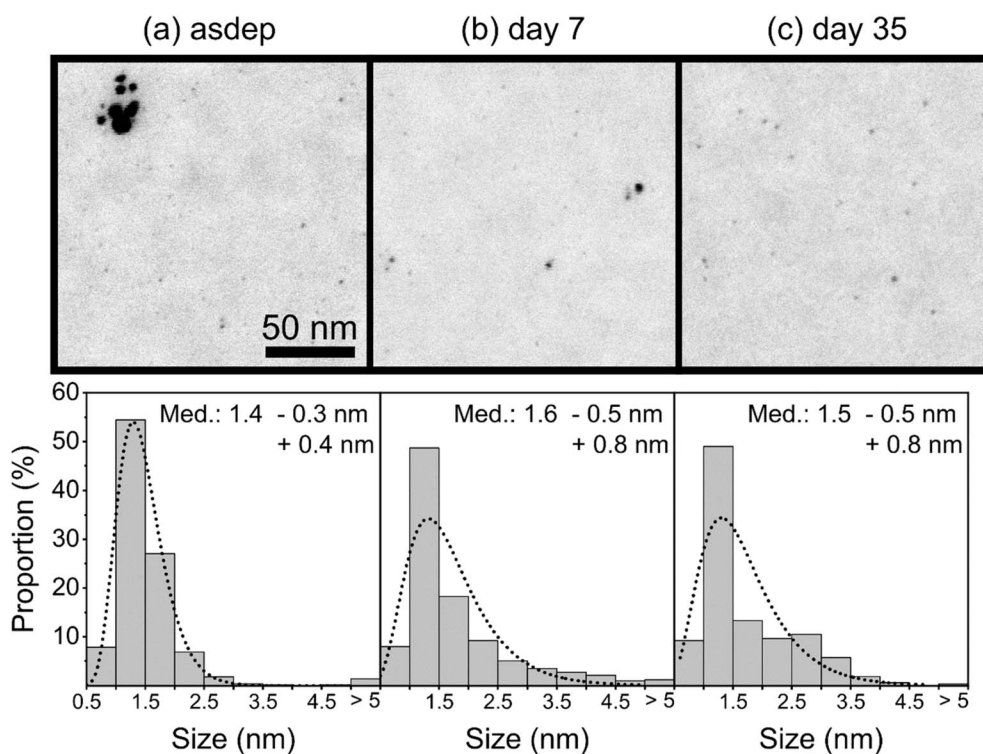 (a) asdep
(b) day 7
(c) day 35
50 nm
Proportion (%)
60
50
40
30
20
10
Med.: 1.4 - 0.3 nm
+ 0.4 nm
Med.: 1.6 - 0.5 nm
+ 0.8 nm
Med.: 1.5 - 0.5 nm
+ 0.8 nm
0.5 1.5 2.5 3.5 4.5 > 5
1.5 2.5 3.5 4.5 > 5
1.5 2.5 3.5 4.5 > 5
Size (nm)
Size (nm)
Size (nm)